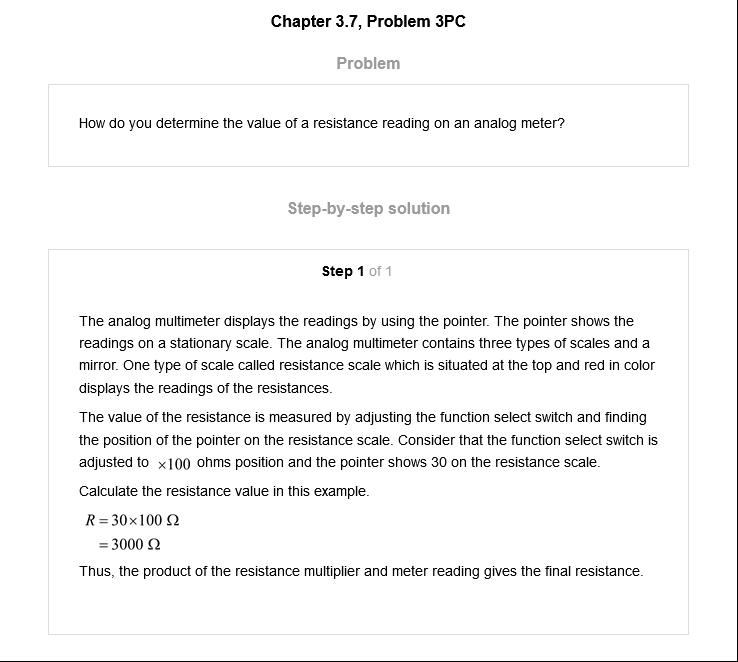 Chapter 3.7, Problem 3PC
Problem
How do you determine the value of a resistance reading on an analog meter?
Step-by-step solution
Step 1 of 1
The analog multimeter displays the readings by using the pointer. The pointer shows the
readings on a stationary scale. The analog multimeter contains three types of scales and a
mirror. One type of scale called resistance scale which is situated at the top and red in color
displays the readings of the resistances.
The value of the resistance is measured by adjusting the function select switch and finding
the position of the pointer on the resistance scale. Consider that the function select switch is
adjusted to ×100 ohms position and the pointer shows 30 on the resistance scale.
Calculate the resistance value in this example.
R = 30×100 Ω
= 3000 Ω
Thus, the product of the resistance multiplier and meter reading gives the final resistance.